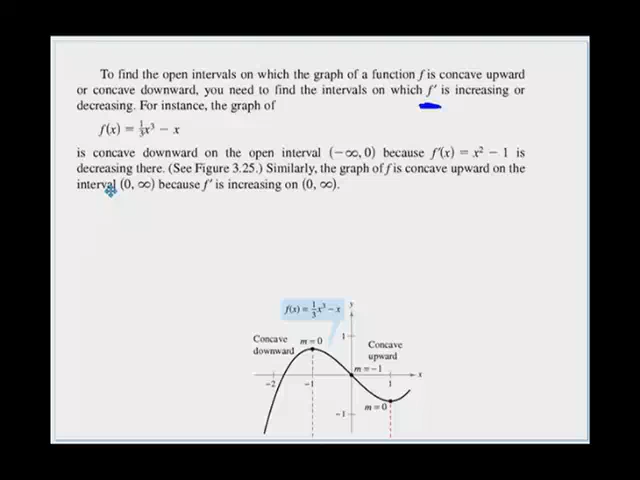 To find the open intervals on which the graph of a function f is concave upward
or concave downward, you need to find the intervals on which f′ is increasing or
decreasing. For instance, the graph of
f(x) = 1/3x³ − x
is concave downward on the open interval (−∞, 0) because f′(x) = x² − 1 is
decreasing there. (See Figure 3.25.) Similarly, the graph of f is concave upward on the
interval (0, ∞) because f′ is increasing on (0, ∞).
f(x) = 1/3x³ − x
y
1
Concave
downward
m = 0
Concave
upward
m = −1
x
−2
−1
1
m = 0
−1